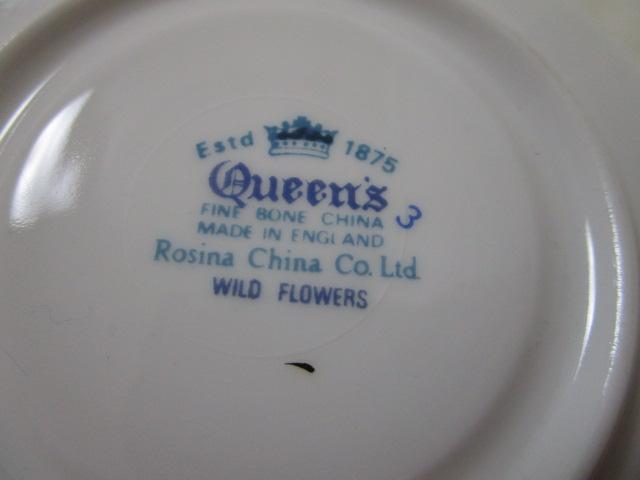 Estd 1875
Queen's
FINE BONE CHINA 3
MADE IN ENGLAND
Rosina China Co. Ltd
WILD FLOWERS